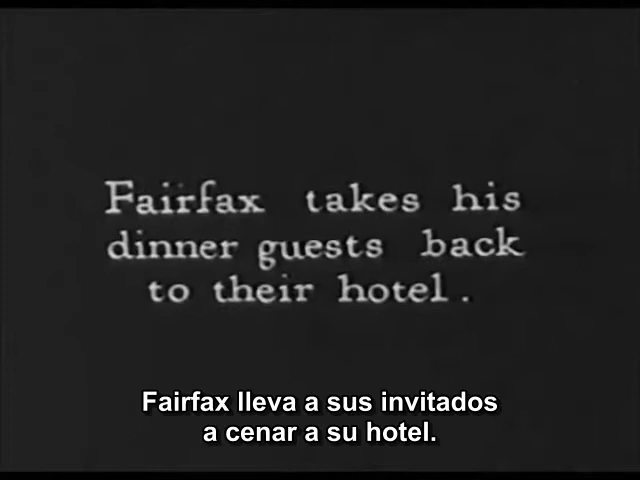 Fairfax takes his
dinner guests back
to their hotel.
Fairfax lleva a sus invitados
a cenar a su hotel.